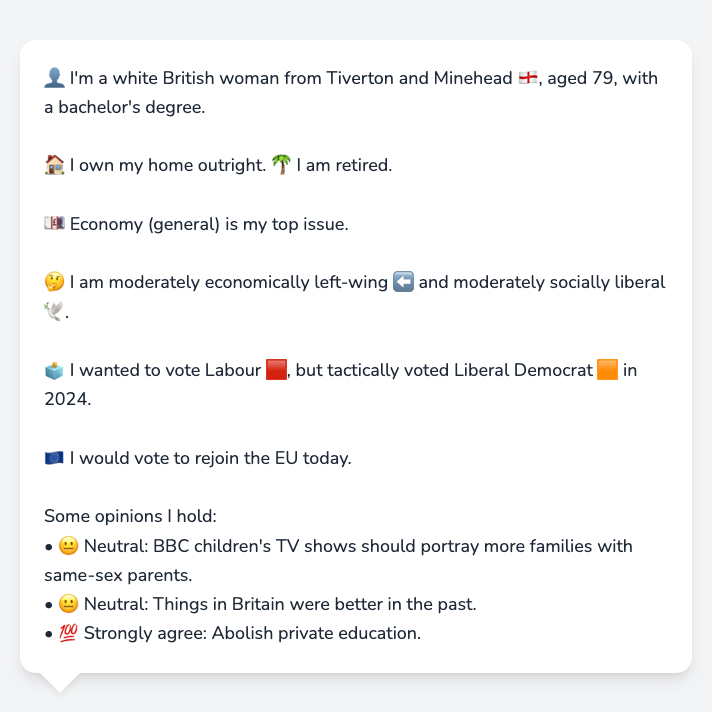 👤 I'm a white British woman from Tiverton and Minehead 🏴󠁧󠁢󠁥󠁮󠁧󠁿, aged 79, with
a bachelor's degree.
🏠 I own my home outright. 🌴 I am retired.
💷 Economy (general) is my top issue.
🤔 I am moderately economically left-wing ⬅️ and moderately socially liberal
🕊️.
🗳️ I wanted to vote Labour 🟥, but tactically voted Liberal Democrat 🟧 in
2024.
🇪🇺 I would vote to rejoin the EU today.
Some opinions I hold:
• 😐 Neutral: BBC children's TV shows should portray more families with
same-sex parents.
• 😐 Neutral: Things in Britain were better in the past.
• 💯 Strongly agree: Abolish private education.